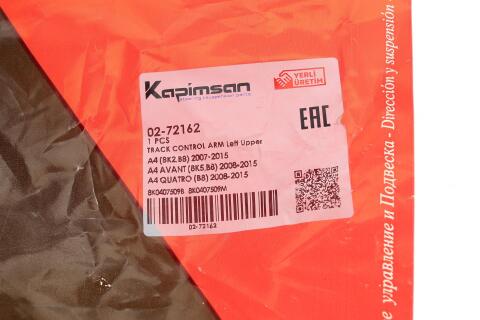 Kapimsan
steering & suspension parts
YERLİ
ÜRETİM
02-72162
1 PCS
TRACK CONTROL ARM Left Upper
A4 (8K2,B8) 2007-2015
A4 AVANT (8K5,B8) 2008-2015
A4 QUATRO (B8) 2008-2015
8K0407509B 8K0407509M
02-72162
EAC
управление и Подвеска - Dirección y suspensión